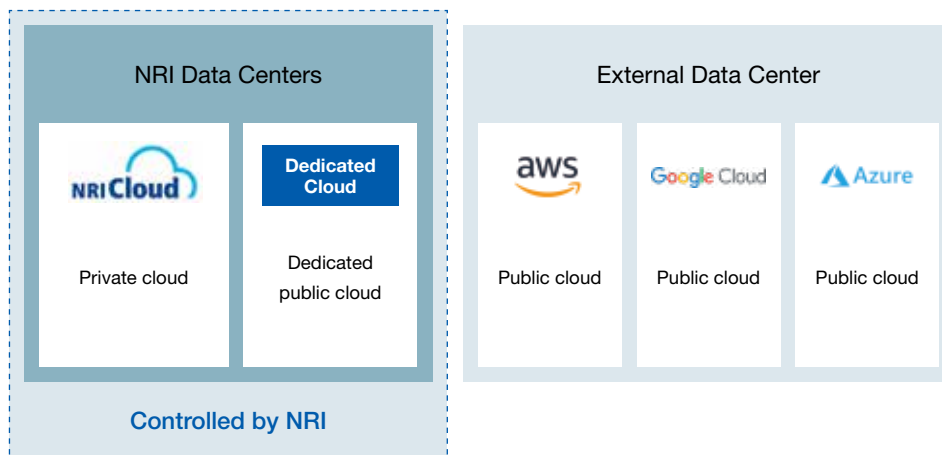 NRI Data Centers
NRI Cloud
Private cloud
Dedicated
Cloud
Dedicated
public cloud
Controlled by NRI
External Data Center
aws
Public cloud
Google Cloud
Public cloud
Azure
Public cloud